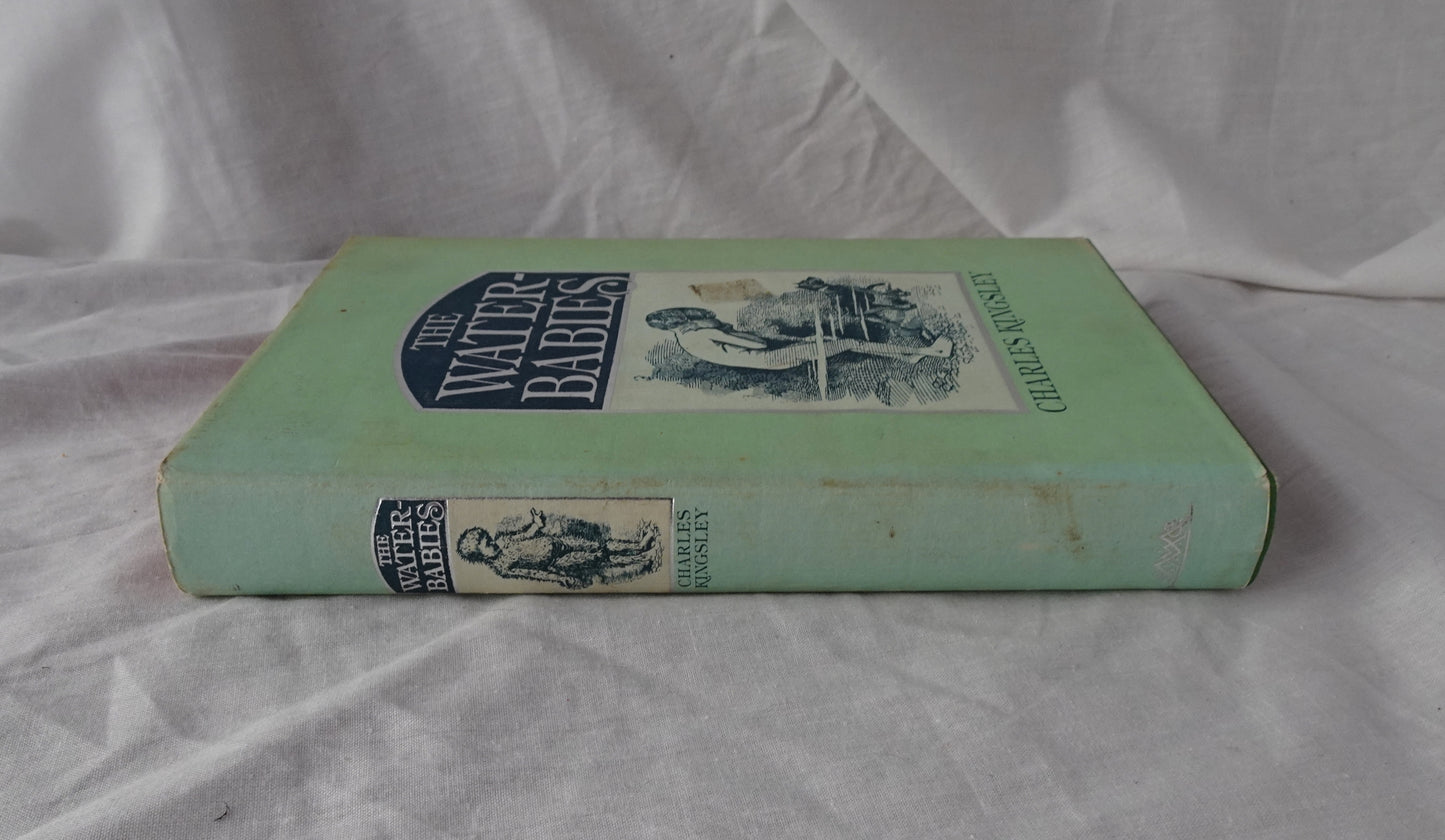 THE
WATER-
BABIES
CHARLES KINGSLEY
THE
WATER-
BABIES
CHARLES
KINGSLEY